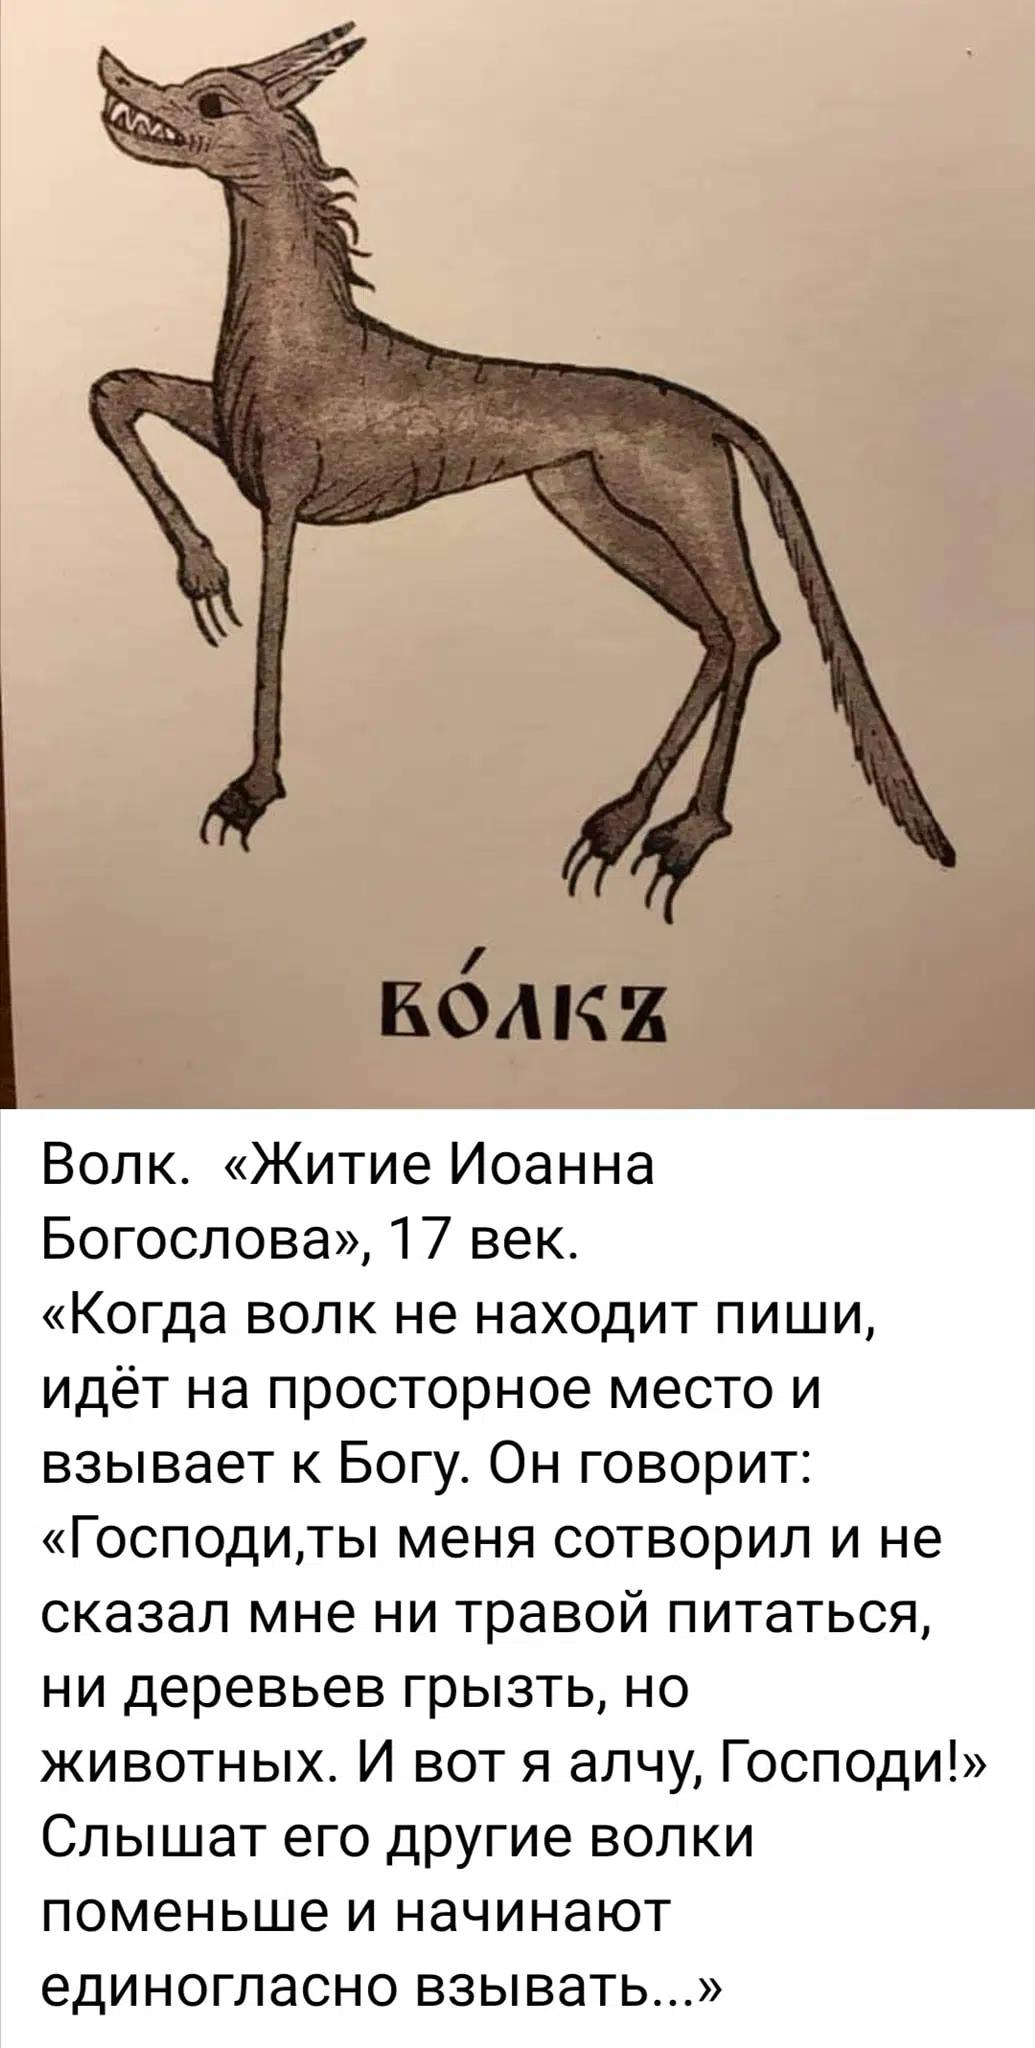 во́лкъ
Волк. «Житие Иоанна
Богослова», 17 век.
«Когда волк не находит пиши,
идёт на просторное место и
взывает к Богу. Он говорит:
«Господи,ты меня сотворил и не
сказал мне ни травой питаться,
ни деревьев грызть, но
животных. И вот я алчу, Господи!»
Слышат его другие волки
поменьше и начинают
единогласно взывать...»